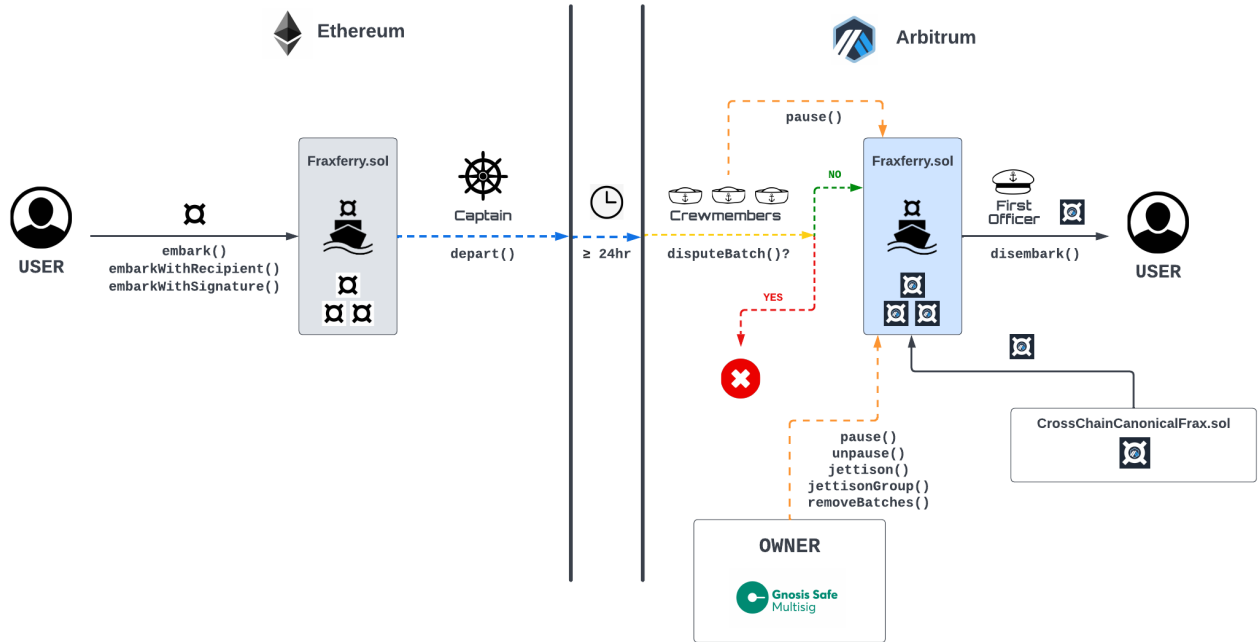 Ethereum
Arbitrum
pause()
Fraxferry.sol
Fraxferry.sol
NO
Captain
Crewmembers
First
Officer
USER
embark()
embarkWithRecipient()
embarkWithSignature()
depart()
≥ 24hr
disputeBatch()?
disembark()
USER
YES
CrossChainCanonicalFrax.sol
pause()
unpause()
jettison()
jettisonGroup()
removeBatches()
OWNER
Gnosis Safe
Multisig